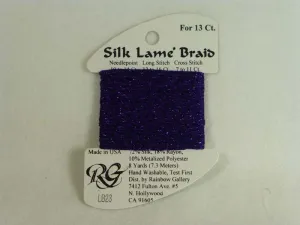 For 13 Ct.
Silk Lamé Braid
Needlepoint Long Stitch Cross Stitch
Made in USA 72% Silk, 18% Rayon,
10% Metalized Polyester
8 Yards (7.3 Meters)
Hand Washable, Test First
Dist. by Rainbow Gallery
7412 Fulton Ave. #5
N. Hollywood
CA 91605
RG
LB23